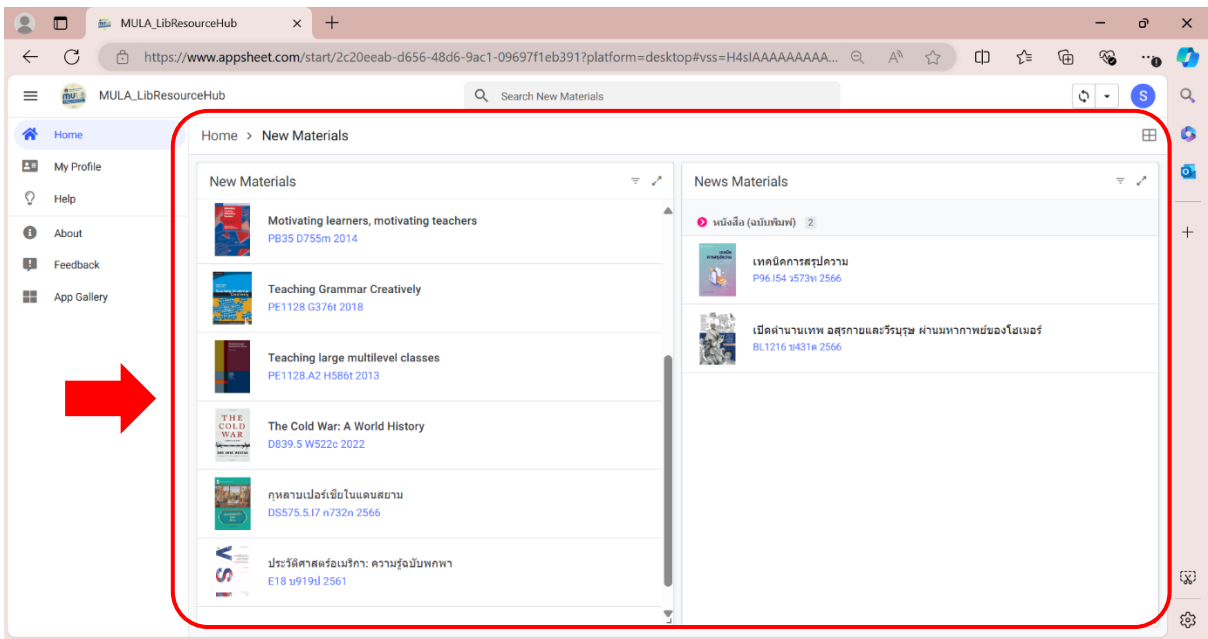 MULA_LibResourceHub
https://www.appsheet.com/start/2c20eeab-d656-48d6-9ac1-09697f1eb391?platform=desktop#vss=H4sIAAAAAAAAA...
MULA_LibResourceHub
Search New Materials
S
Home
My Profile
Help
About
Feedback
App Gallery
Home > New Materials
New Materials
Motivating learners, motivating teachers
PB35 D755m 2014
Teaching Grammar Creatively
PE1128 G376t 2018
Teaching large multilevel classes
PE1128.A2 H586t 2013
THE
COLD
WAR
The Cold War: A World History
D839.5 W522c 2022
กุหลาบเปอร์เซียในแดนสยาม
DS575.5.I7 ก732ก 2566
ประวัติศาสตร์อเมริกา: ความรู้ฉบับพกพา
E18 บ919ป 2561
News Materials
หนังสือ (ฉบับพิมพ์) 2
เทคนิคการสรุปความ
P96.I54 ว573ท 2566
เปิดตำนานเทพ อสุรกายและวีรบุรุษ ผ่านมหากาพย์ของโฮเมอร์
BL1216 ช431ต 2566